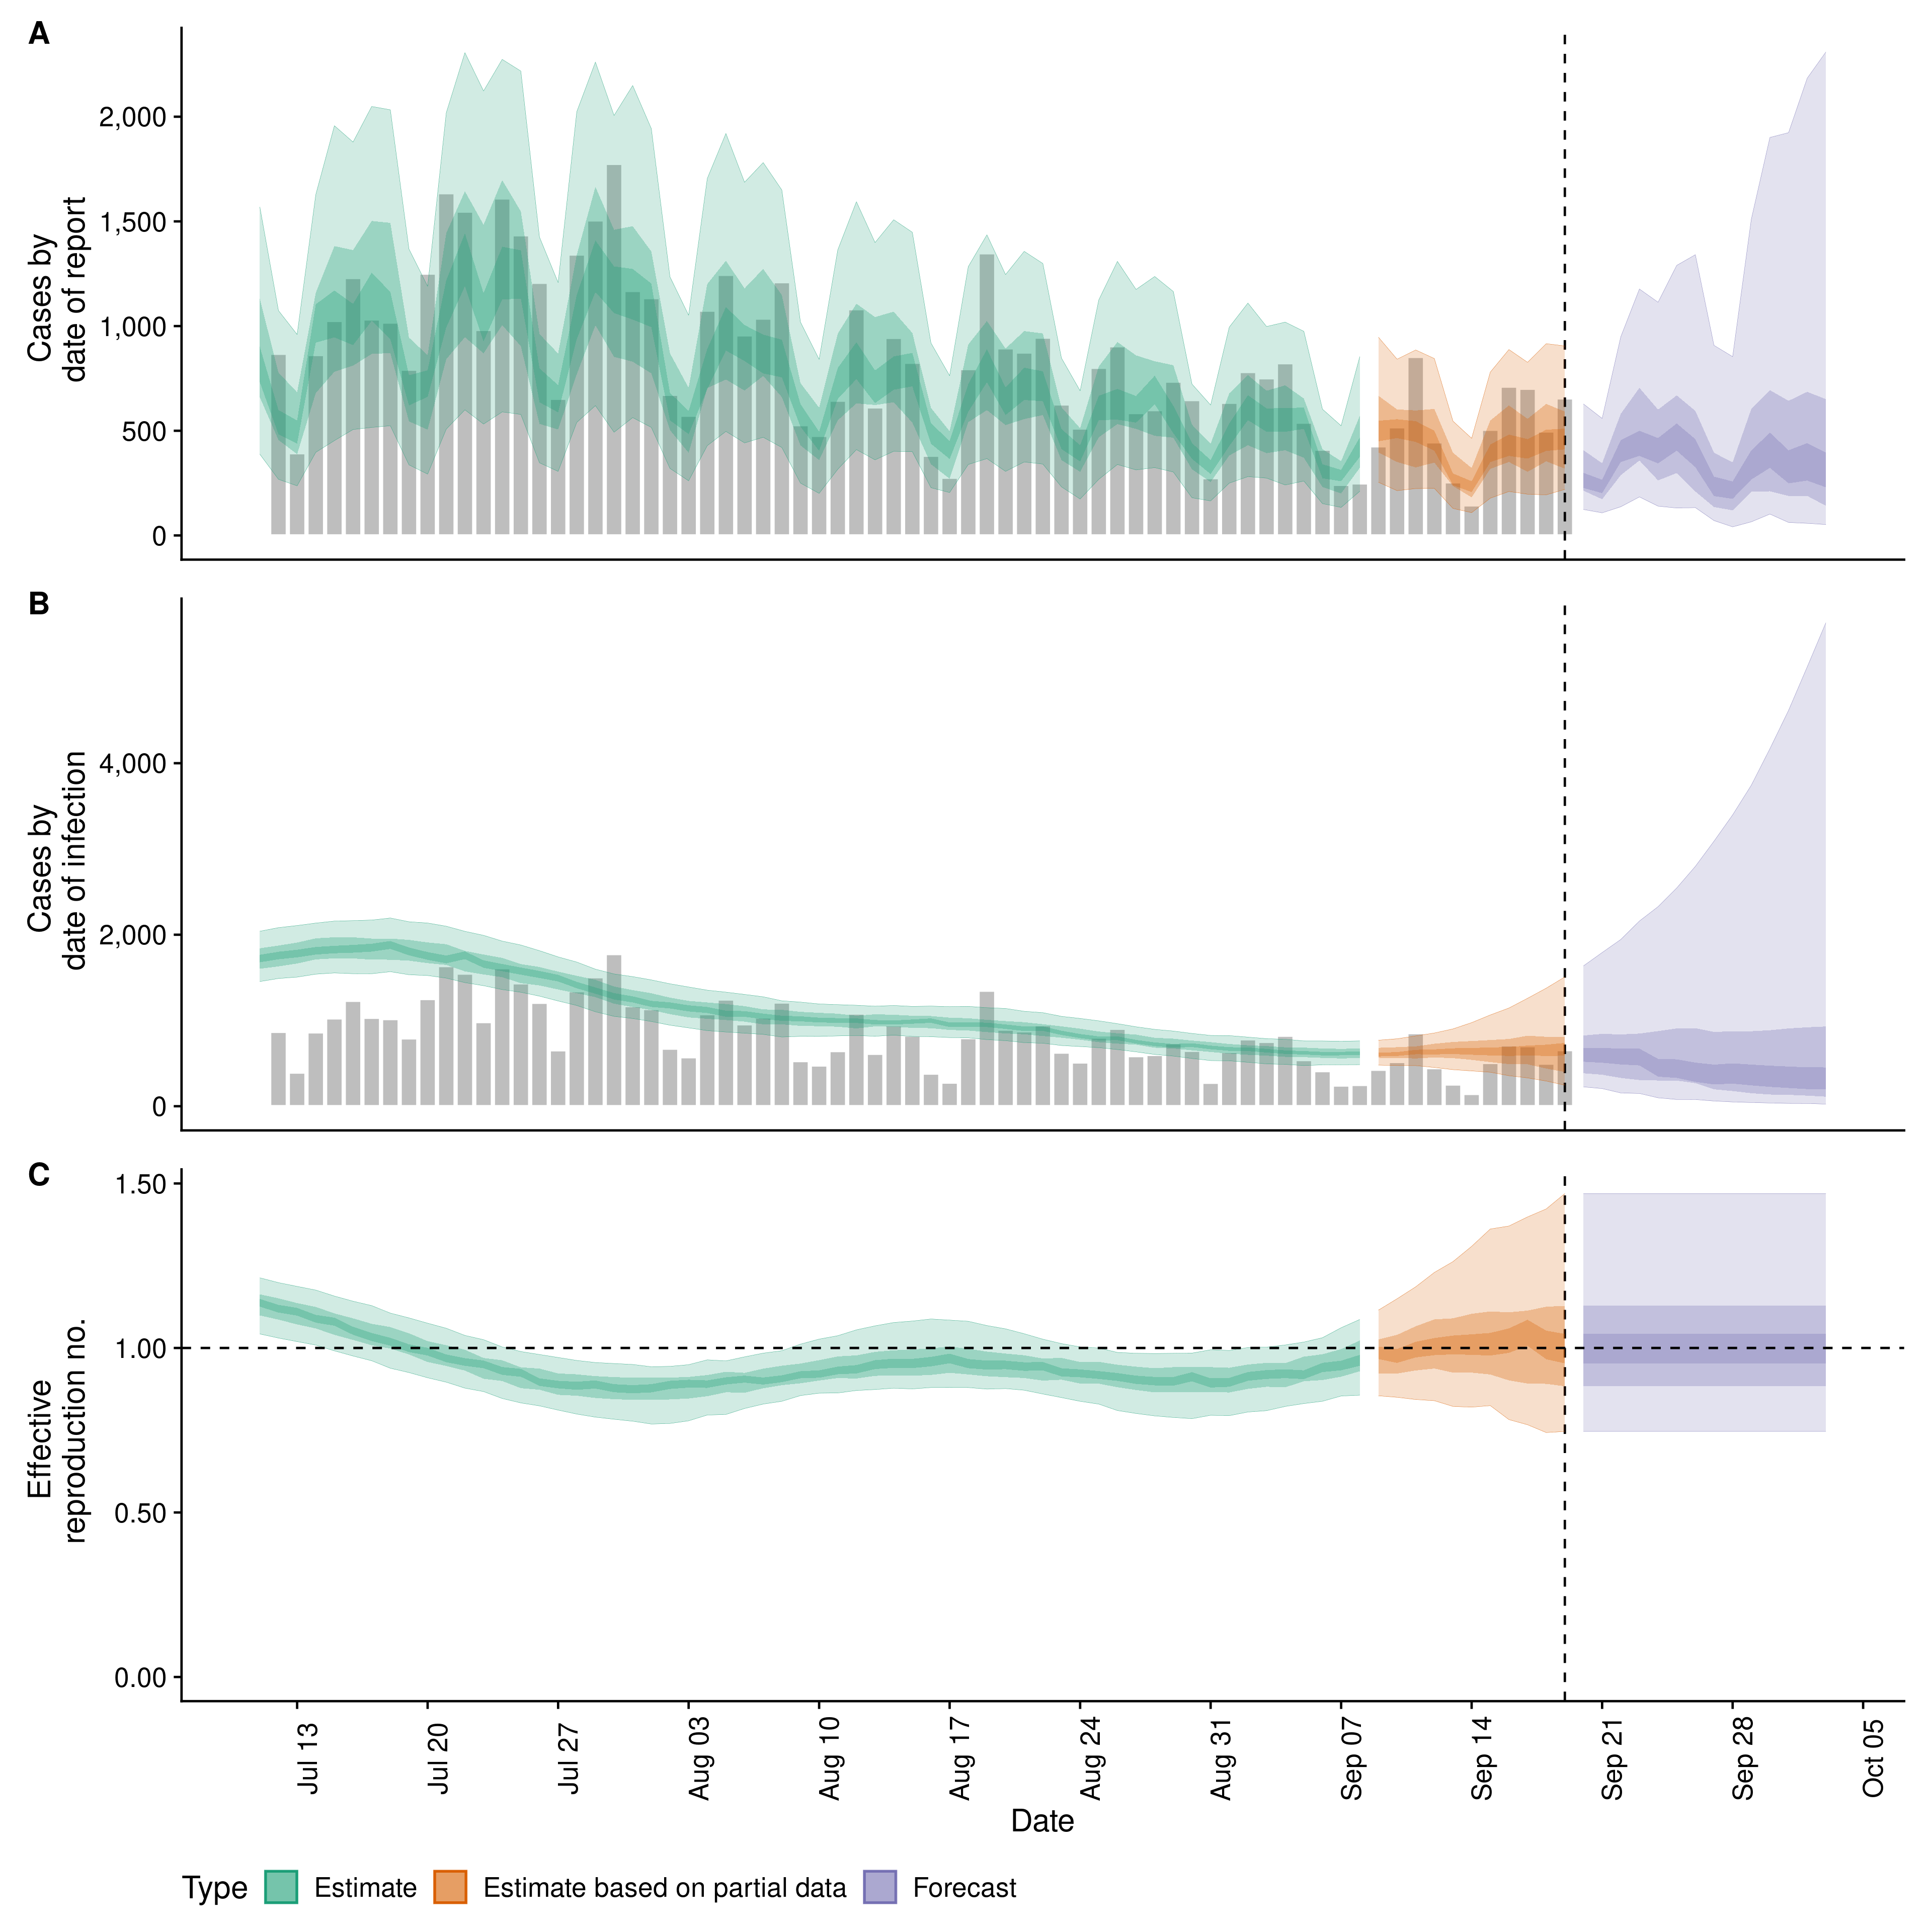 A
Cases by
date of report
2,000
1,500
1,000
500
0
B
Cases by
date of infection
4,000
2,000
0
C
Effective
reproduction no.
1.50
1.00
0.50
0.00
Jul 13
Jul 20
Jul 27
Aug 03
Aug 10
Aug 17
Aug 24
Aug 31
Sep 07
Sep 14
Sep 21
Sep 28
Oct 05
Date
Type Estimate Estimate based on partial data Forecast